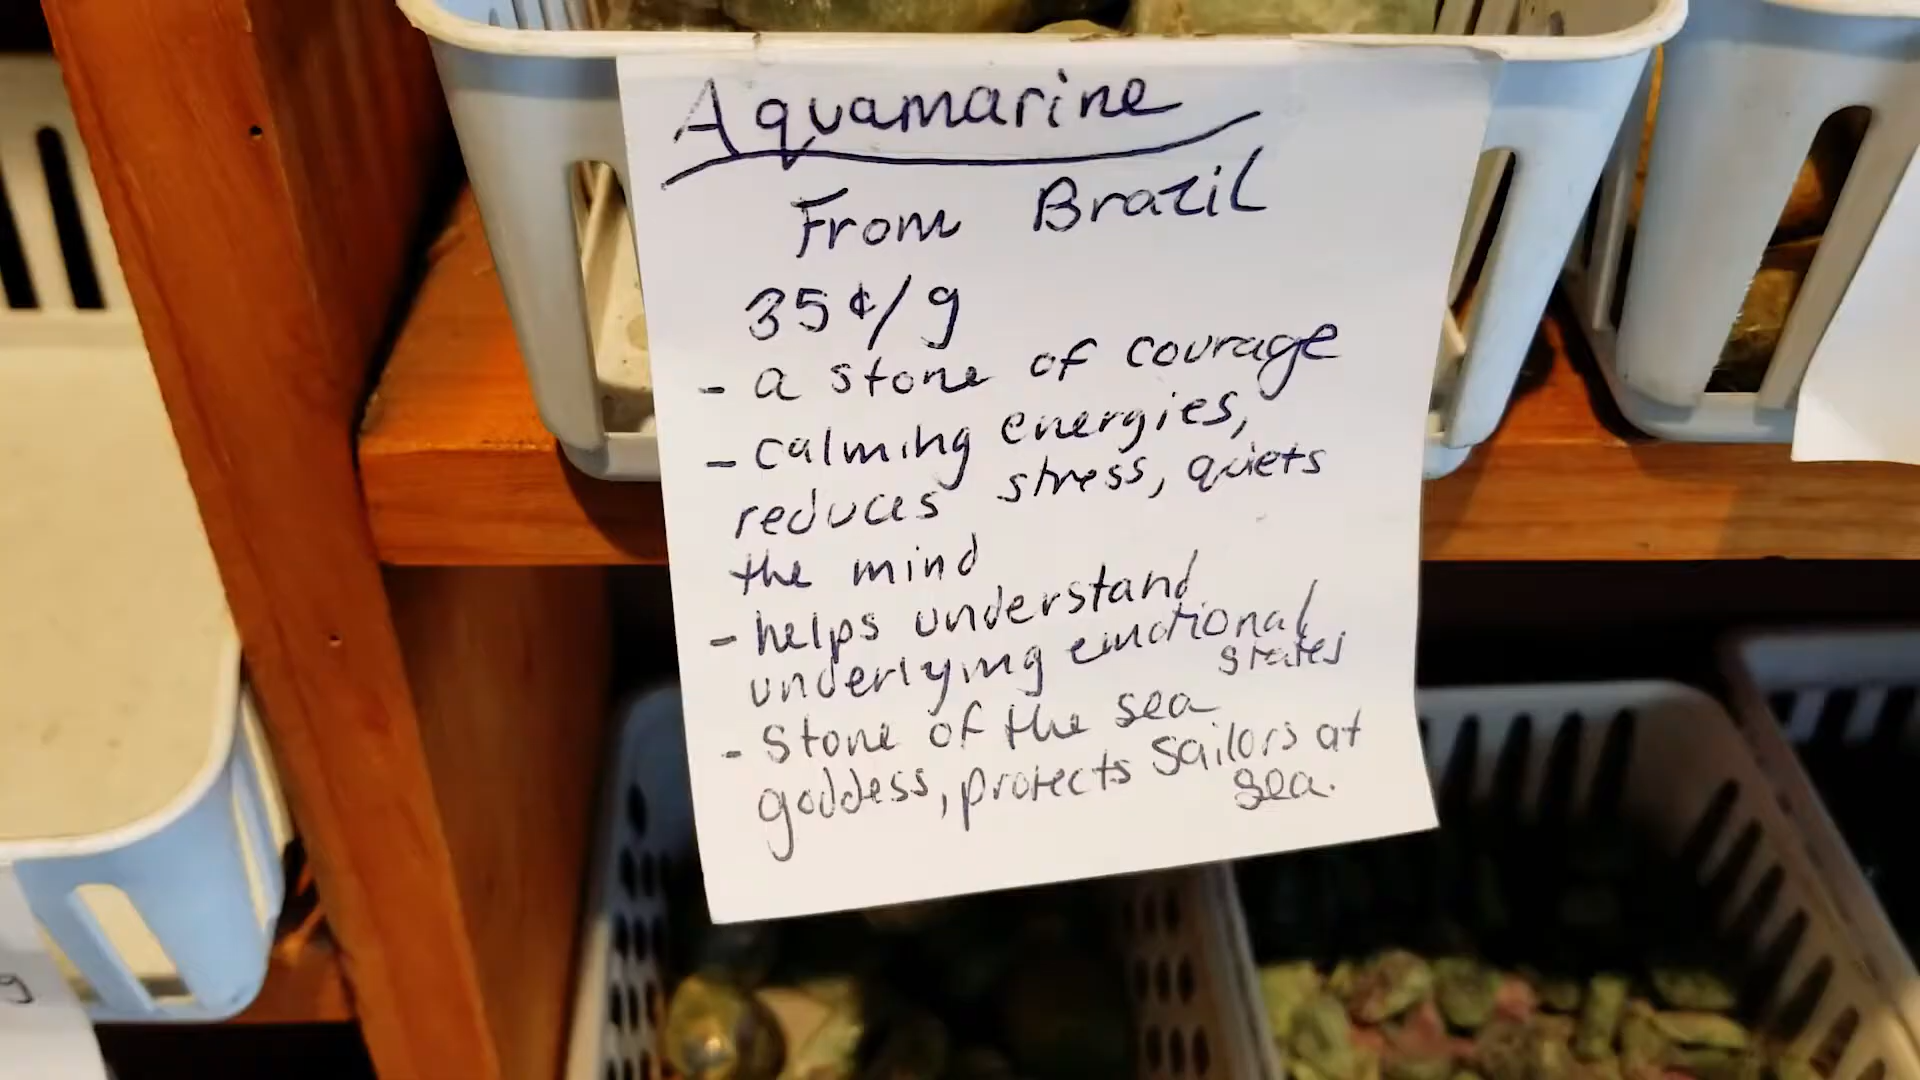 Aquamarine
From Brazil
35¢/g
- a stone of courage
- calming energies,
reduces stress, quiets
the mind
- helps understand
underlying emotional
states
- Stone of the sea
goddess, protects sailors at
sea.
g